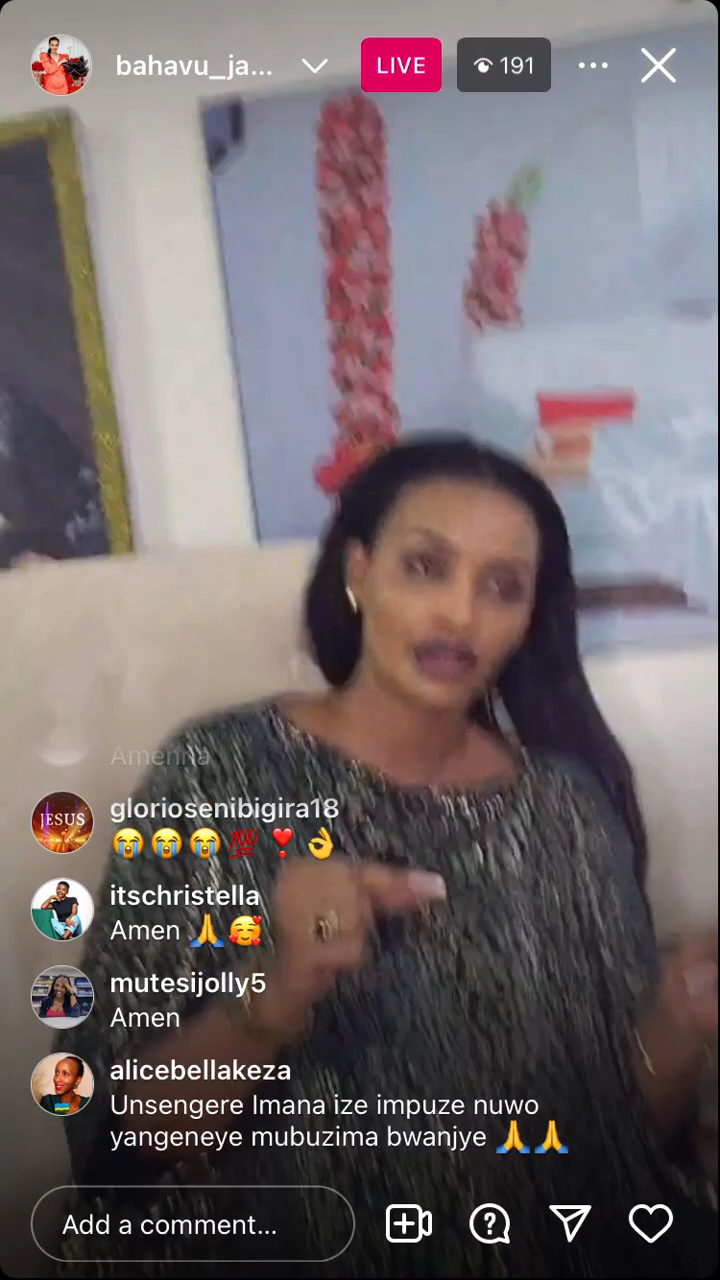 bahavu_ja...
LIVE
191
Amenna
gloriosenibigira18
😭😭😭💯❣️👌
JESUS
itschristella
Amen 🙏🥰
mutesijolly5
Amen
alicebellakeza
Unsengere Imana ize impuze nuwo
yangeneye mubuzima bwanjye 🙏🙏
Add a comment...